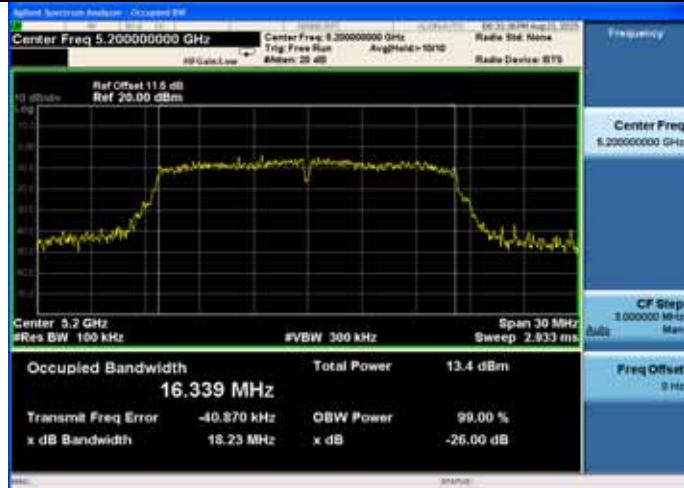 Agilent Spectrum Analyzer - Occupied BW
Center Freq 5.200000000 GHz
Center Freq: 5.200000000 GHz
Radio Std: None
Trig: Free Run
Avg|Hold:>10/10
#IFGain:Low
#Atten: 20 dB
Radio Device: BTS
Ref Offset 11.5 dB
10 dB/div
Ref 20.00 dBm
Log
Center 5.2 GHz
Span 30 MHz
#Res BW 100 kHz
#VBW 300 kHz
Sweep 2.933 ms
Occupied Bandwidth
Total Power
13.4 dBm
16.339 MHz
Transmit Freq Error
-40.870 kHz
OBW Power
99.00 %
x dB Bandwidth
18.23 MHz
x dB
-26.00 dB
Frequency
Center Freq
5.200000000 GHz
CF Step
3.000000 MHz
Auto
Man
Freq Offset
0 Hz
MSG
STATUS